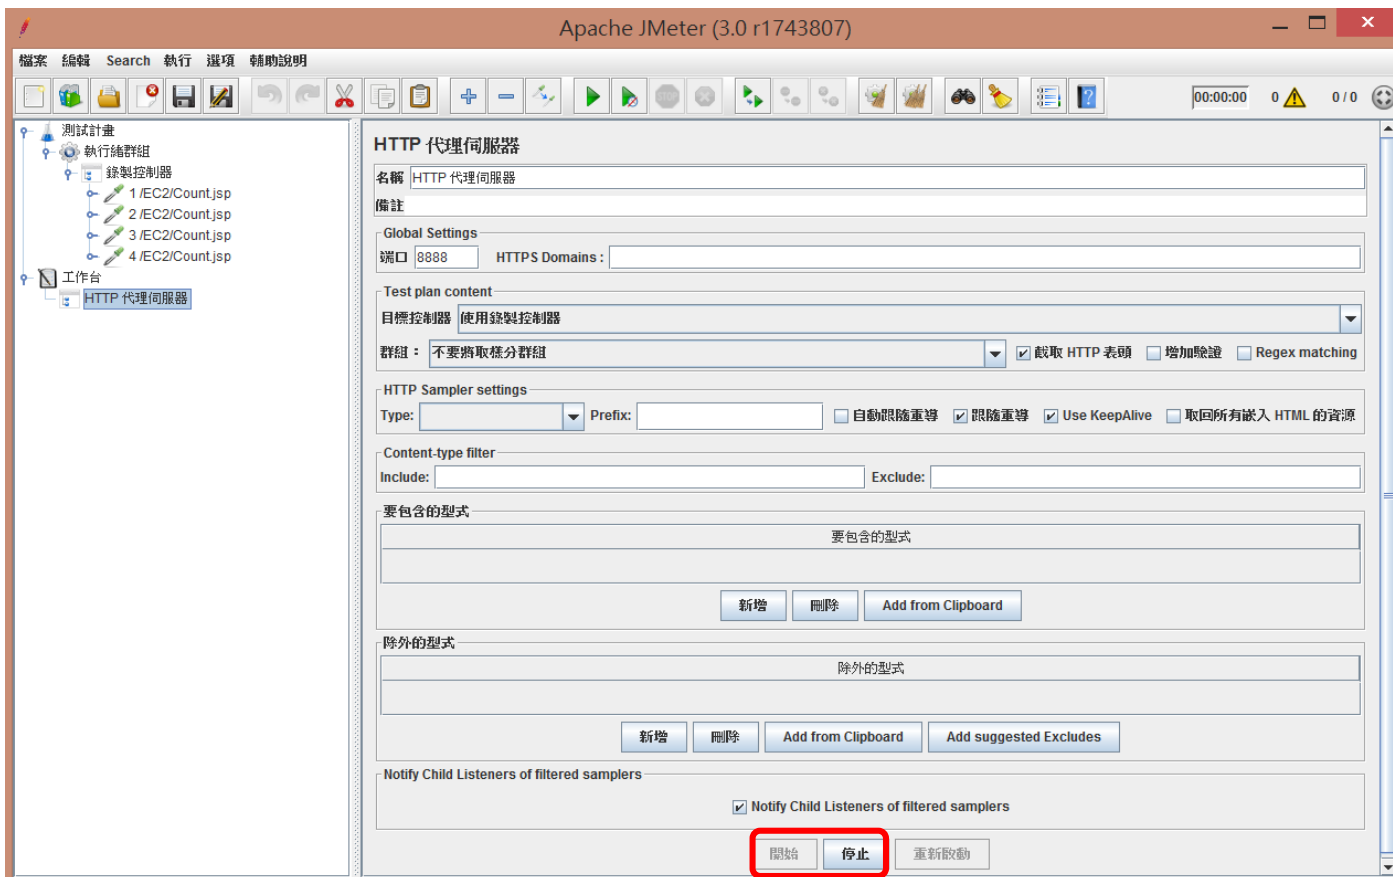 Apache JMeter (3.0 r1743807)
檔案 編輯 Search 執行 選項 輔助說明
STOP 00:00:00 0 0 / 0
測試計畫
執行緒群組
錄製控制器
1 /EC2/Count.jsp
2 /EC2/Count.jsp
3 /EC2/Count.jsp
4 /EC2/Count.jsp
工作台
HTTP 代理伺服器
HTTP 代理伺服器
名稱 HTTP 代理伺服器
備註
Global Settings
端口 8888 HTTPS Domains :
Test plan content
目標控制器 使用錄製控制器
群組： 不要將取樣分群組 截取 HTTP 表頭 增加驗證 Regex matching
HTTP Sampler settings
Type: Prefix: 自動跟隨重導 跟隨重導 Use KeepAlive 取回所有嵌入 HTML 的資源
Content-type filter
Include: Exclude:
要包含的型式
要包含的型式
新增 刪除 Add from Clipboard
除外的型式
除外的型式
新增 刪除 Add from Clipboard Add suggested Excludes
Notify Child Listeners of filtered samplers
Notify Child Listeners of filtered samplers
開始 停止 重新啟動